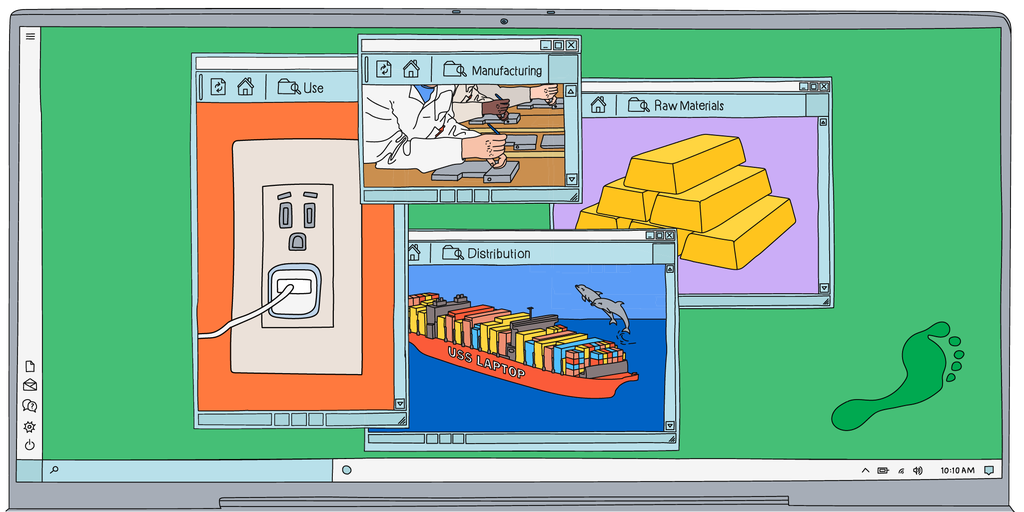 Manufacturing
Use
Raw Materials
Distribution
USS LAPTOP
10:10 AM